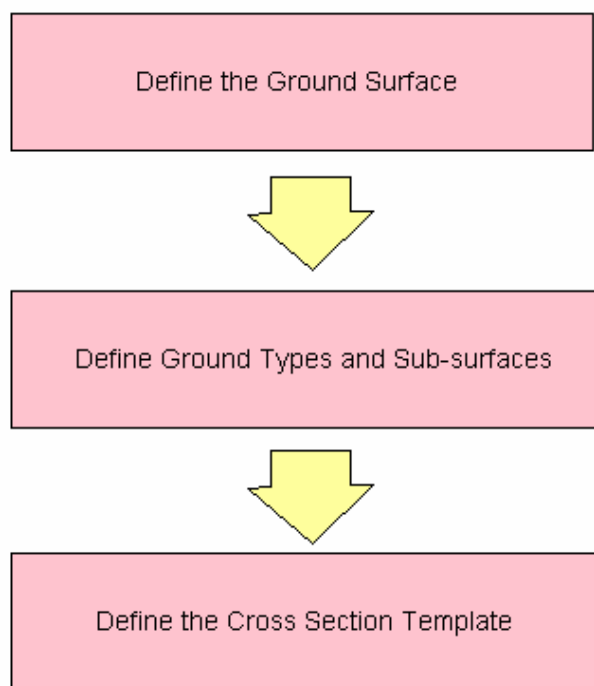 Define the Ground Surface
Define Ground Types and Sub-surfaces
Define the Cross Section Template